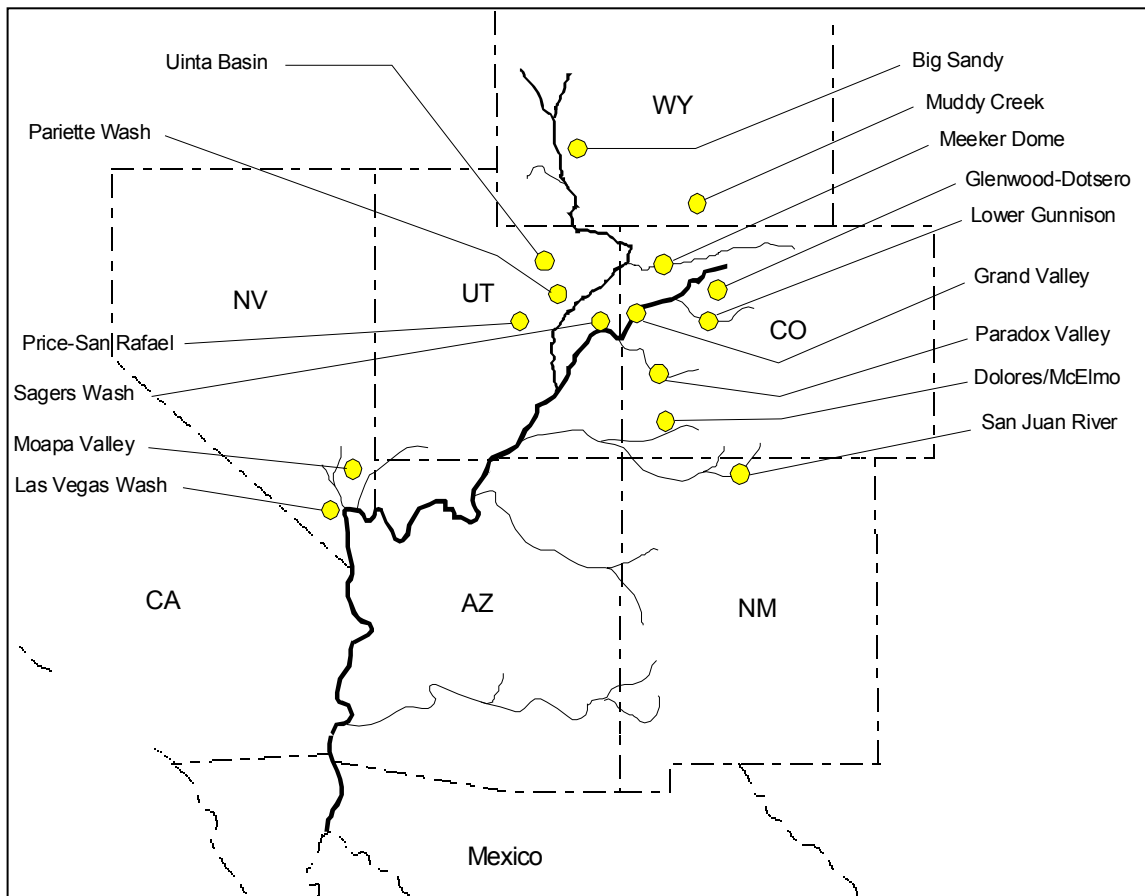 Uinta Basin
Big Sandy
WY
Muddy Creek
Pariette Wash
Meeker Dome
Glenwood-Dotsero
Lower Gunnison
Grand Valley
NV
UT
CO
Price-San Rafael
Paradox Valley
Dolores/McElmo
Sagers Wash
San Juan River
Moapa Valley
Las Vegas Wash
CA
AZ
NM
Mexico